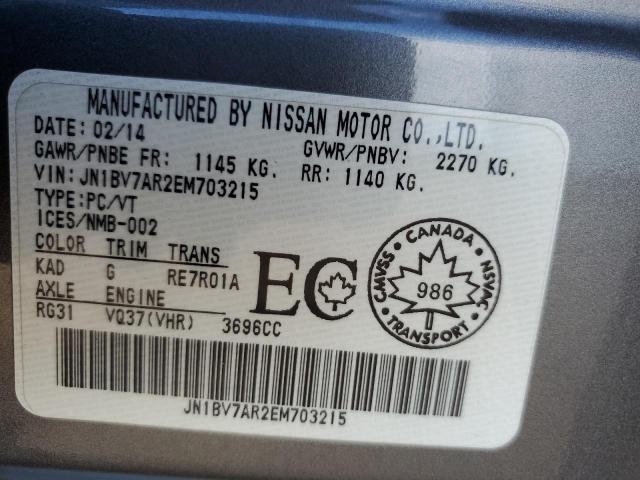 MANUFACTURED BY NISSAN MOTOR CO.,LTD.
DATE: 02/14
GAWR/PNBE FR: 1145 KG. GVWR/PNBV: 2270 KG.
VIN: JN1BV7AR2EM703215 RR: 1140 KG.
TYPE:PC/VT
ICES/NMB-002
COLOR TRIM TRANS
KAD G RE7R01A
AXLE ENGINE
RG31 VQ37(VHR) 3696CC
EC
CANADA
CMVSS NSVAC
986
TRANSPORT
JN1BV7AR2EM703215